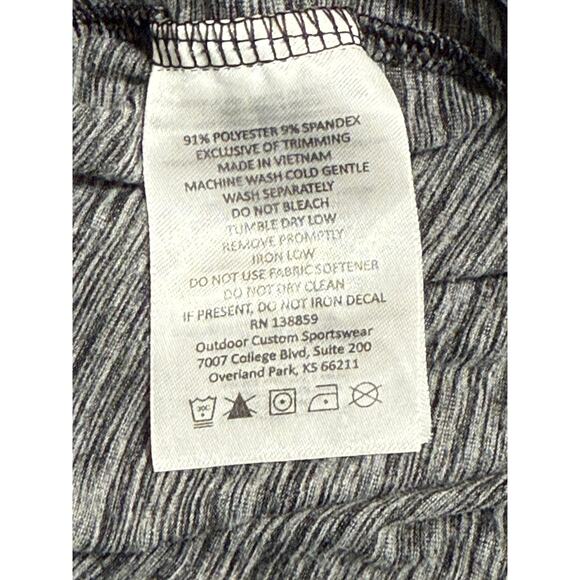 91% POLYESTER 9% SPANDEX
EXCLUSIVE OF TRIMMING
MADE IN VIETNAM
MACHINE WASH COLD GENTLE
WASH SEPARATELY
DO NOT BLEACH
TUMBLE DRY LOW
REMOVE PROMPTLY
IRON LOW
DO NOT USE FABRIC SOFTENER
DO NOT DRY CLEAN
IF PRESENT, DO NOT IRON DECAL
RN 138859
Outdoor Custom Sportswear
7007 College Blvd, Suite 200
Overland Park, KS 66211
30C